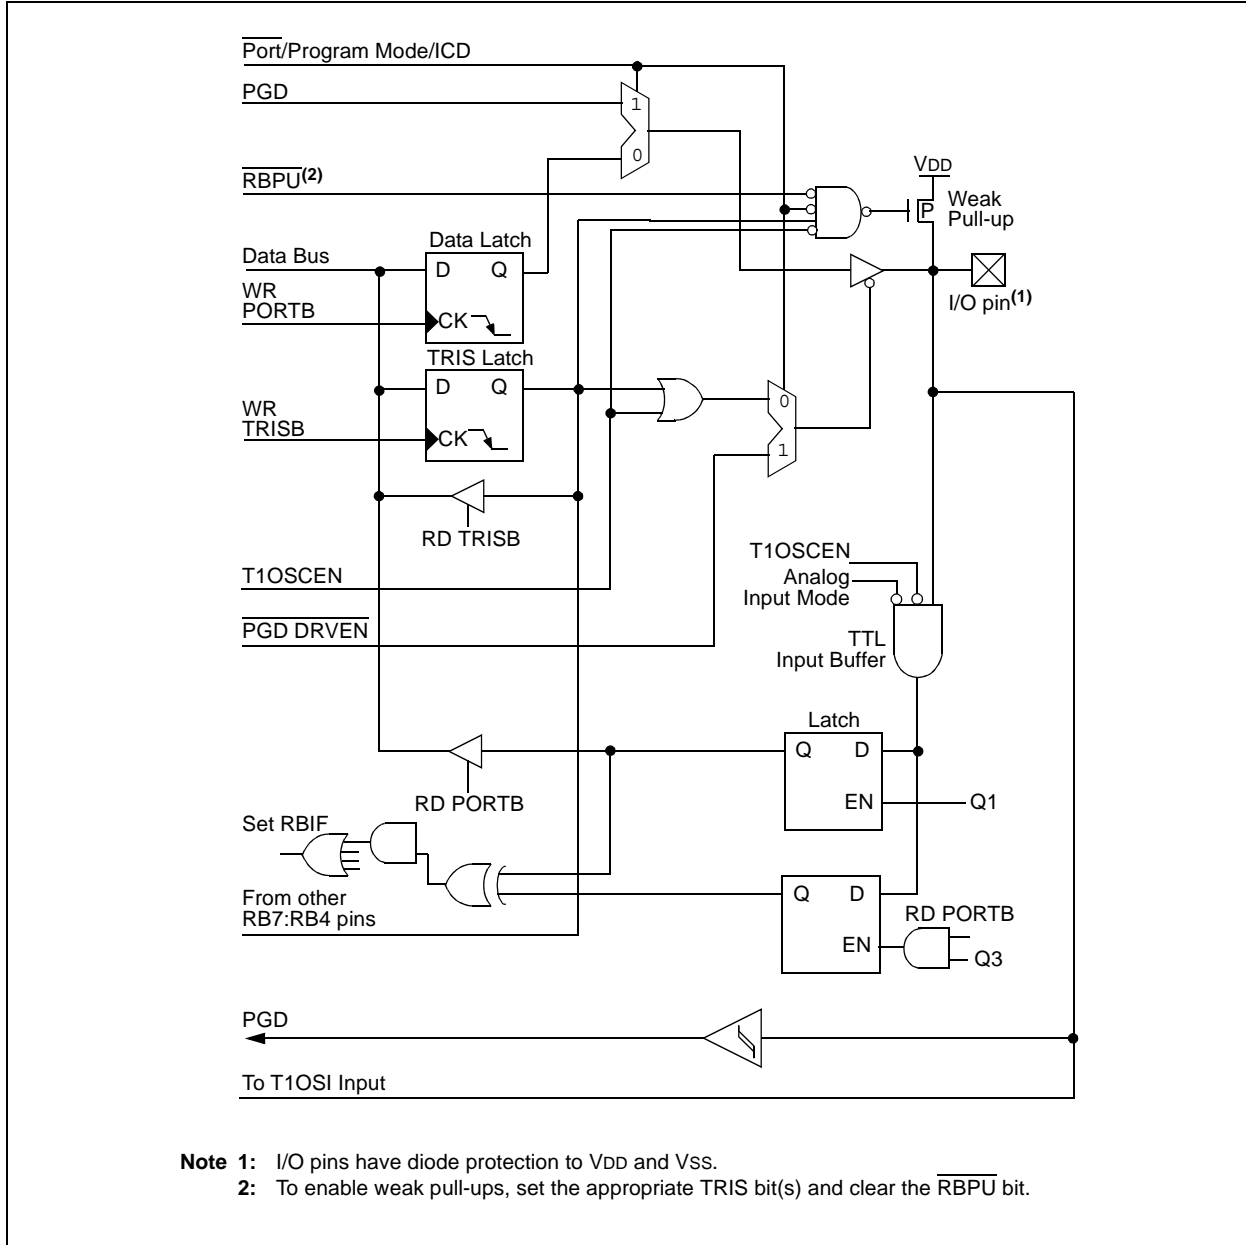 Port/Program Mode/ICD
PGD
1
0
RBPU(2)
VDD
P
Weak
Pull-up
Data Latch
Data Bus
D Q
WR
PORTB
CK
I/O pin(1)
TRIS Latch
D Q
WR
TRISB
CK
0
1
RD TRISB
T1OSCEN
T1OSCEN
Analog
Input Mode
PGD DRVEN
TTL
Input Buffer
Latch
Q D
EN
Q1
RD PORTB
Set RBIF
From other
RB7:RB4 pins
Q D
EN
RD PORTB
Q3
PGD
To T1OSI Input
Note 1: I/O pins have diode protection to VDD and VSS.
2: To enable weak pull-ups, set the appropriate TRIS bit(s) and clear the RBPU bit.